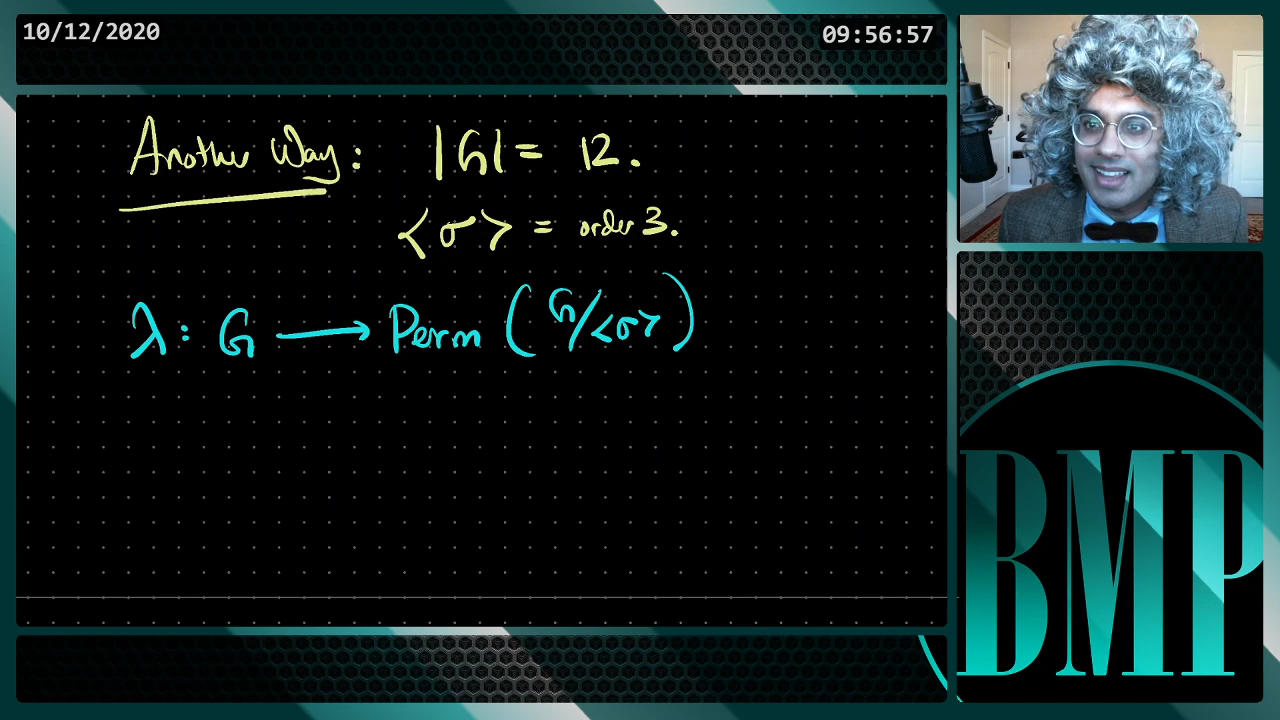 10/12/2020
09:56:57
Another Way: |G| = 12.
<σ> = order 3.
λ: G ⟶ Perm (G/<σ>)
BMP